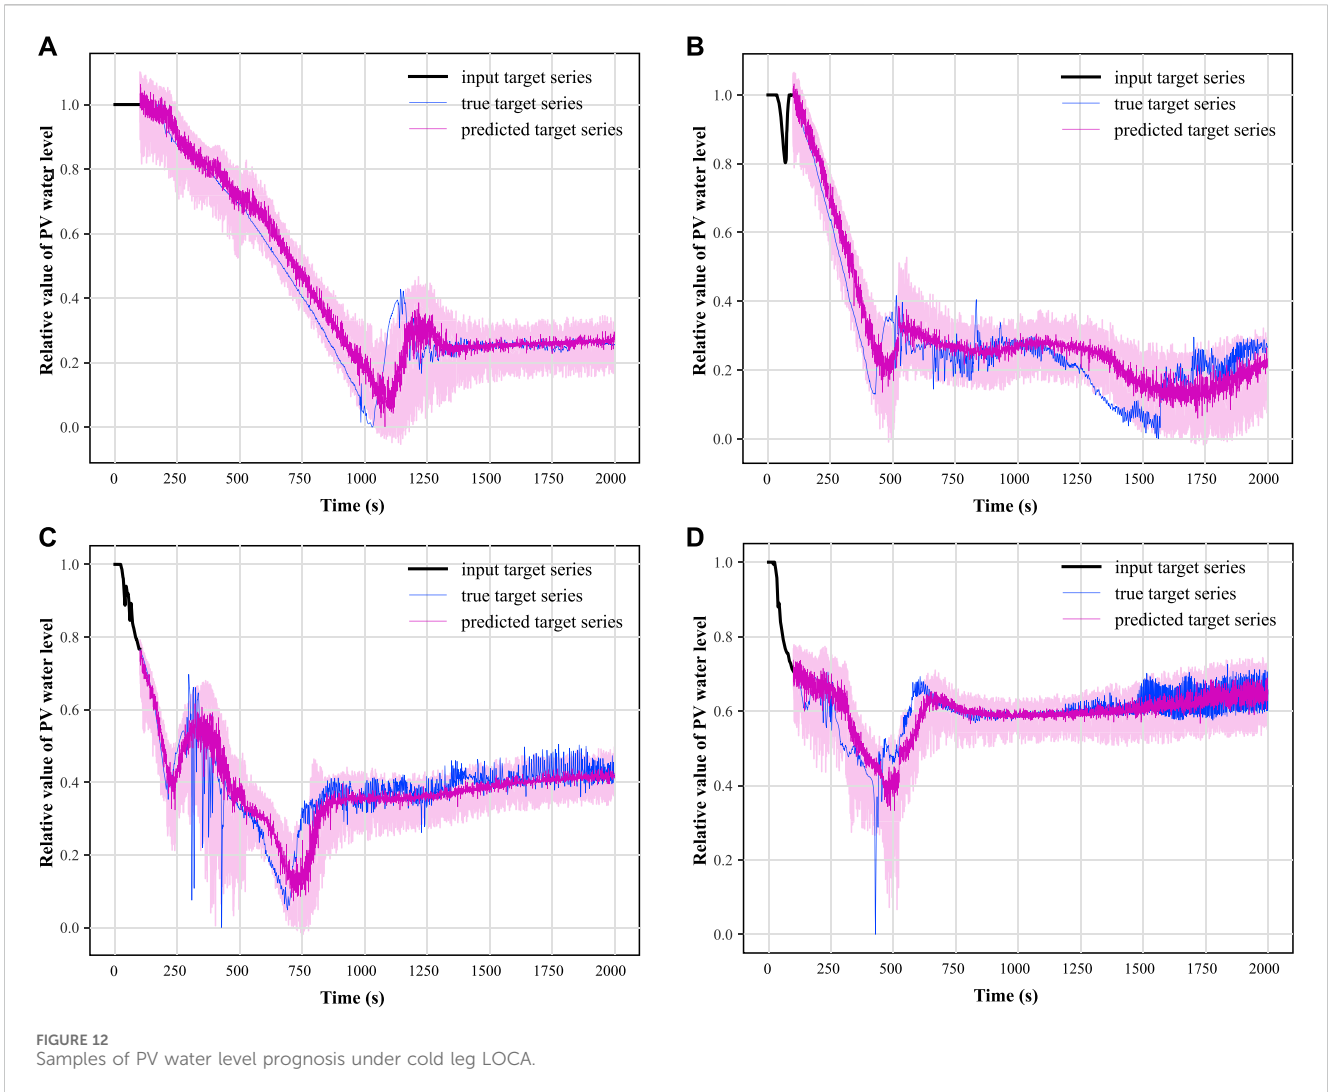 A
input target series
true target series
predicted target series
Relative value of PV water level
1.0
0.8
0.6
0.4
0.2
0.0
0 250 500 750 1000 1250 1500 1750 2000
Time (s)
B
input target series
true target series
predicted target series
Relative value of PV water level
1.0
0.8
0.6
0.4
0.2
0.0
0 250 500 750 1000 1250 1500 1750 2000
Time (s)
C
input target series
true target series
predicted target series
Relative value of PV water level
1.0
0.8
0.6
0.4
0.2
0.0
0 250 500 750 1000 1250 1500 1750 2000
Time (s)
D
input target series
true target series
predicted target series
Relative value of PV water level
1.0
0.8
0.6
0.4
0.2
0.0
0 250 500 750 1000 1250 1500 1750 2000
Time (s)
FIGURE 12
Samples of PV water level prognosis under cold leg LOCA.